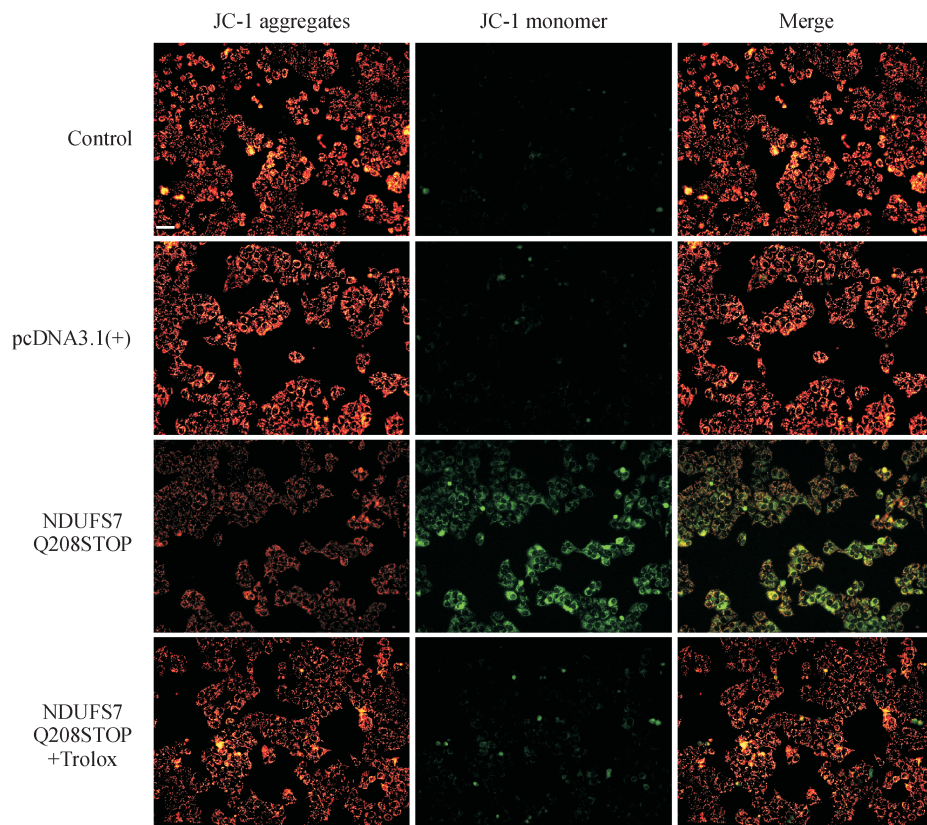 JC-1 aggregates
JC-1 monomer
Merge
Control
pcDNA3.1(+)
NDUFS7
Q208STOP
NDUFS7
Q208STOP
+Trolox